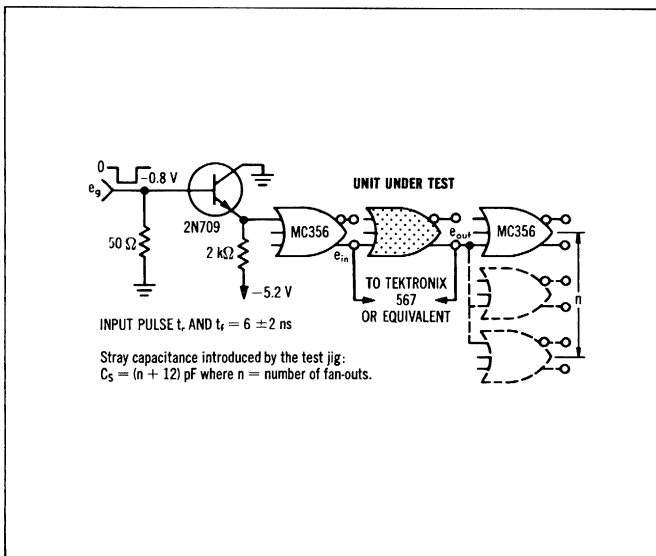 0
-0.8 V
e_g
50 Ω
2N709
2 kΩ
-5.2 V
MC356
UNIT UNDER TEST
e_in
e_out
MC356
TO TEKTRONIX
567
OR EQUIVALENT
n
INPUT PULSE t_r AND t_f = 6 ±2 ns
Stray capacitance introduced by the test jig:
C_S = (n + 12) pF where n = number of fan-outs.